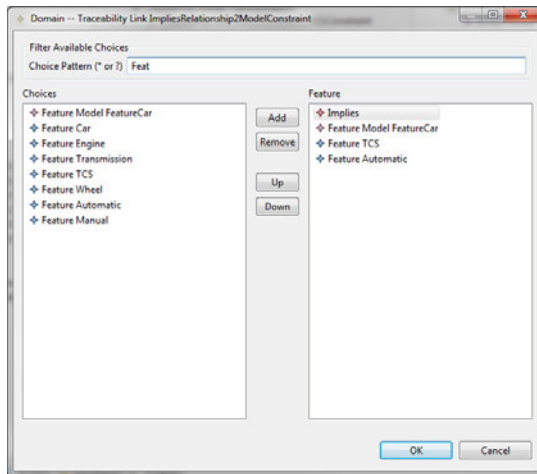 Domain -- Traceability Link ImpliesRelationship2ModelConstraint
Filter Available Choices
Choice Pattern (* or ?) Feat
Choices
Feature Model FeatureCar
Feature Car
Feature Engine
Feature Transmission
Feature TCS
Feature Wheel
Feature Automatic
Feature Manual
Add
Remove
Up
Down
Feature
Implies
Feature Model FeatureCar
Feature TCS
Feature Automatic
OK
Cancel